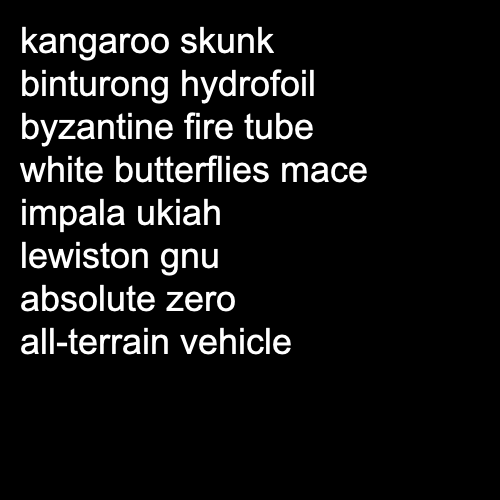 kangaroo skunk
binturong hydrofoil
byzantine fire tube
white butterflies mace
impala ukiah
lewiston gnu
absolute zero
all-terrain vehicle